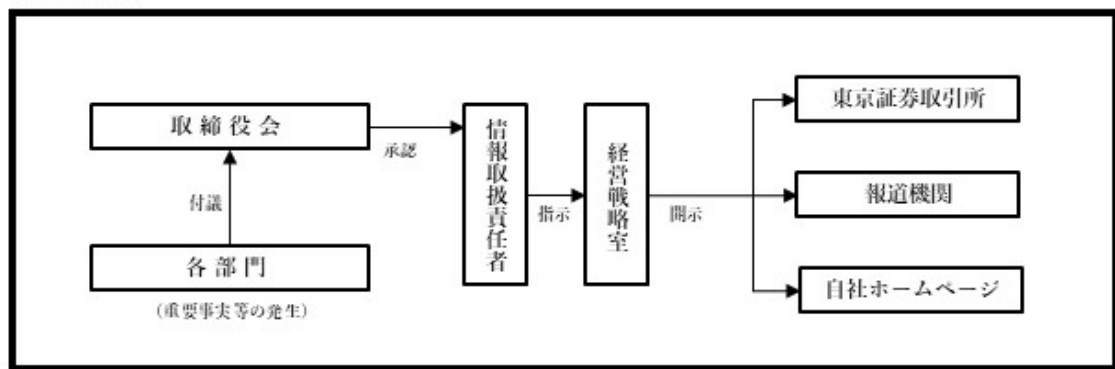 取締役会
承認
付議
各部門
（重要事実等の発生）
情報取扱責任者
指示
経営戦略室
開示
東京証券取引所
報道機関
自社ホームページ